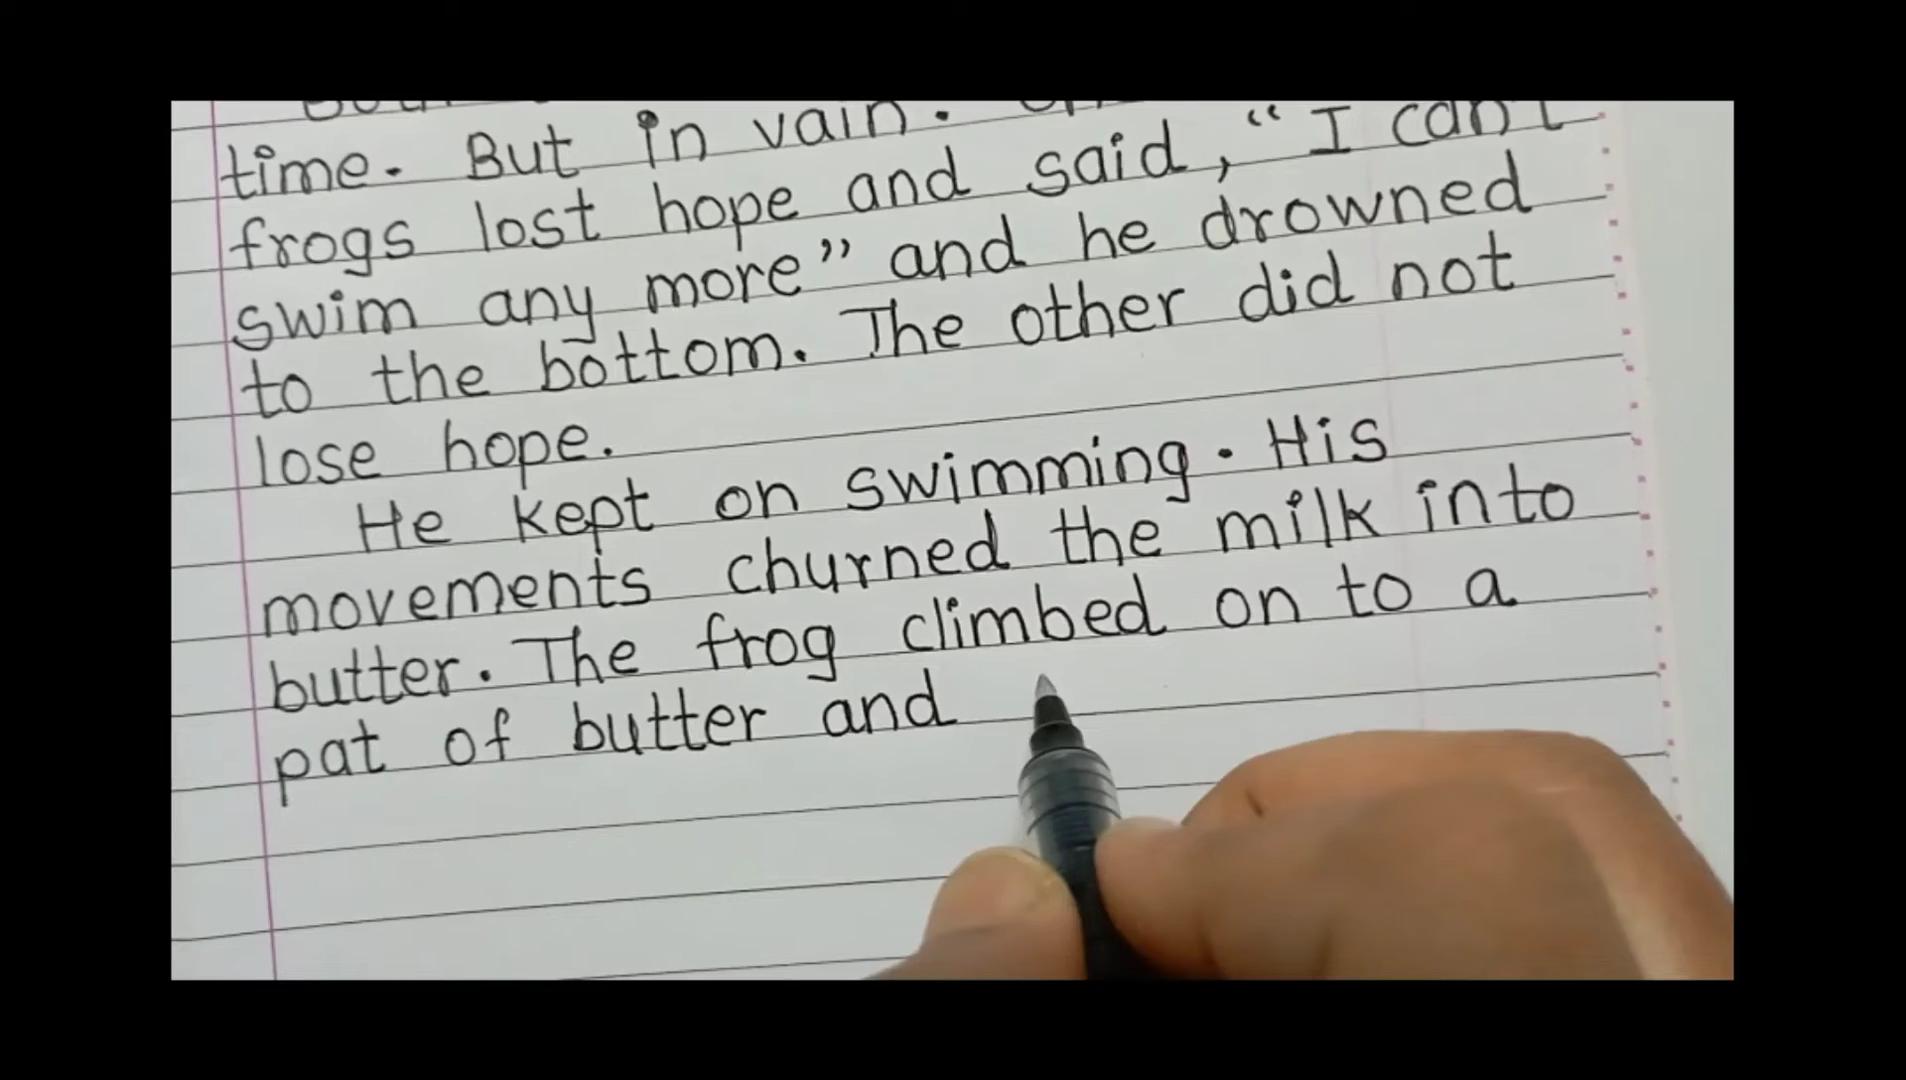 time. But in vain.
frogs lost hope and said, “I can't
swim any more” and he drowned
to the bottom. The other did not
lose hope.
He kept on swimming. His
movements churned the milk into
butter. The frog climbed on to a
pat of butter and